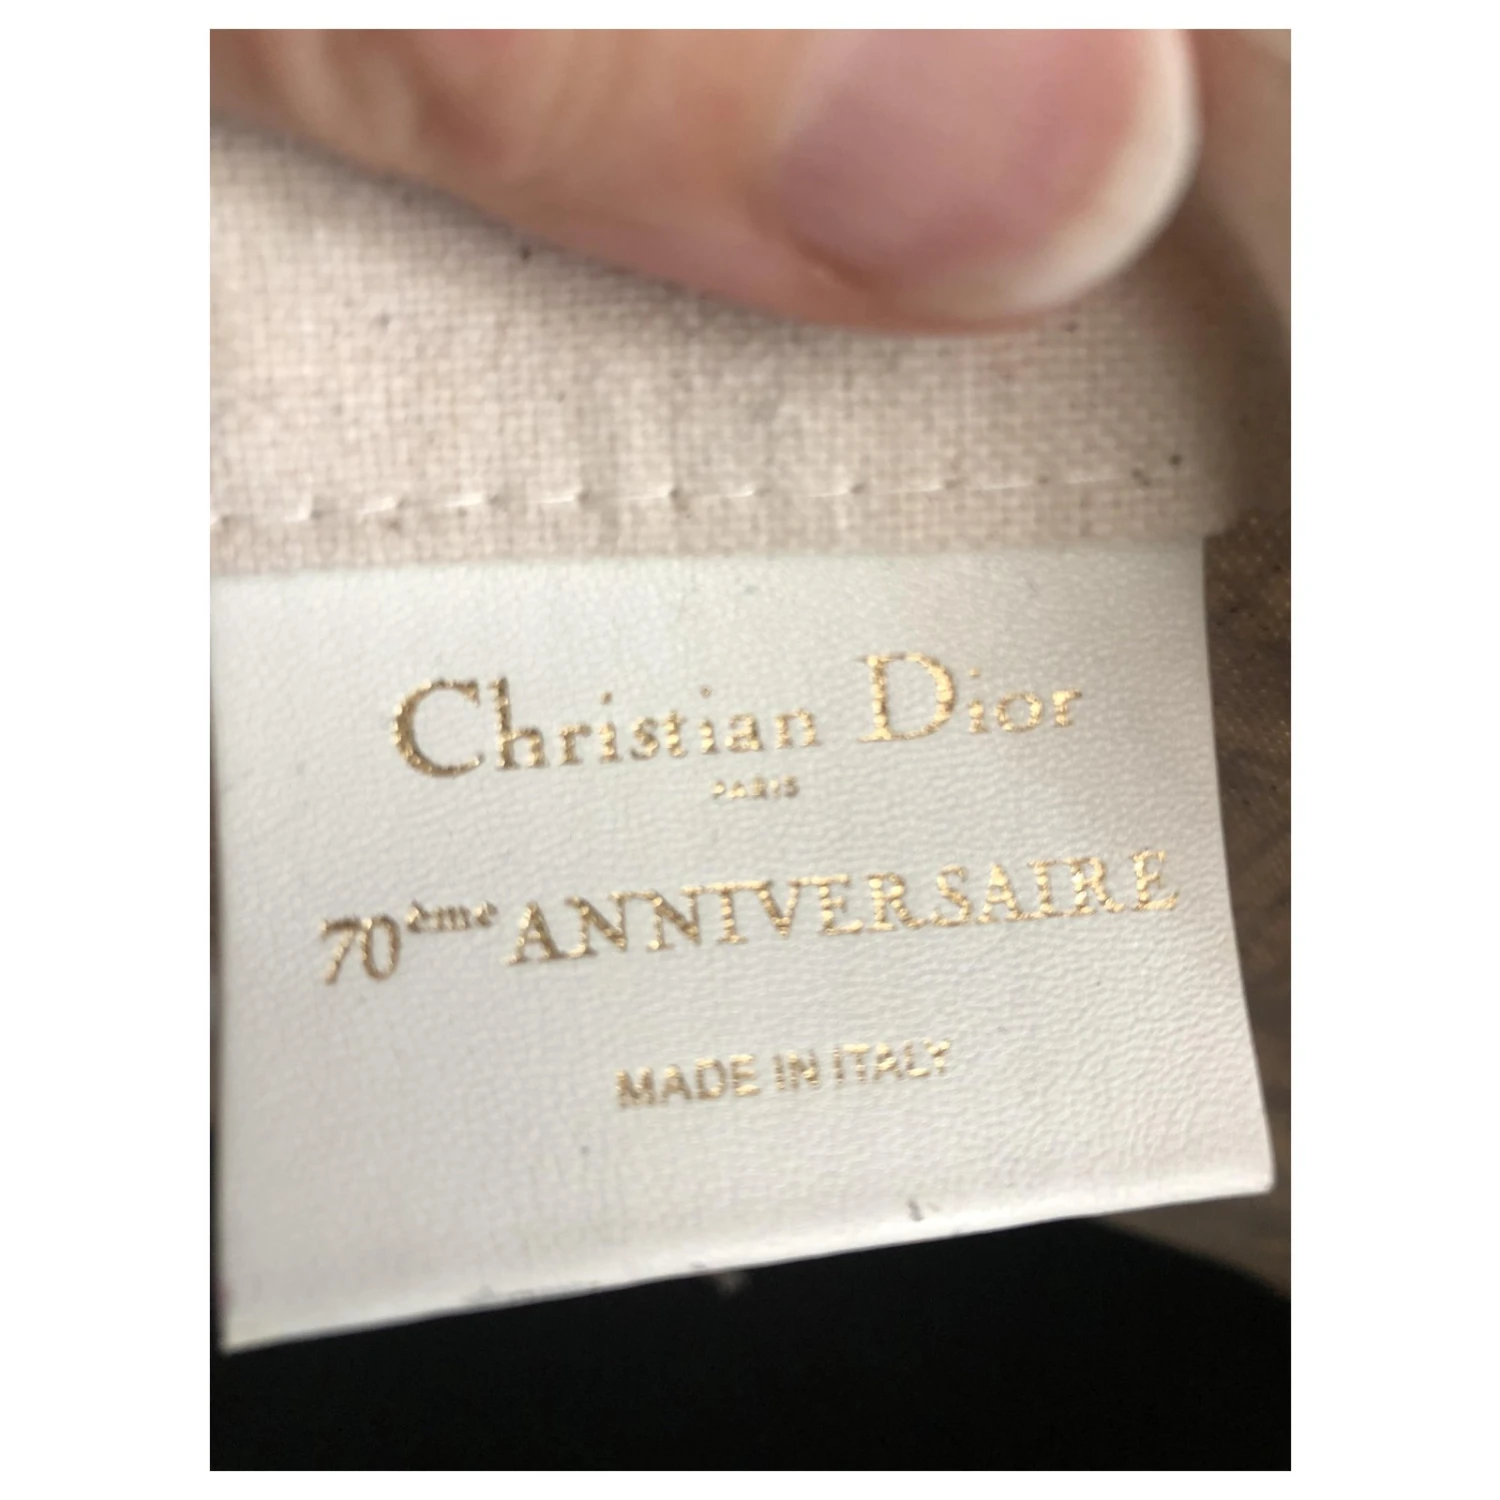 Christian Dior
PARIS
70ème ANNIVERSAIRE
MADE IN ITALY